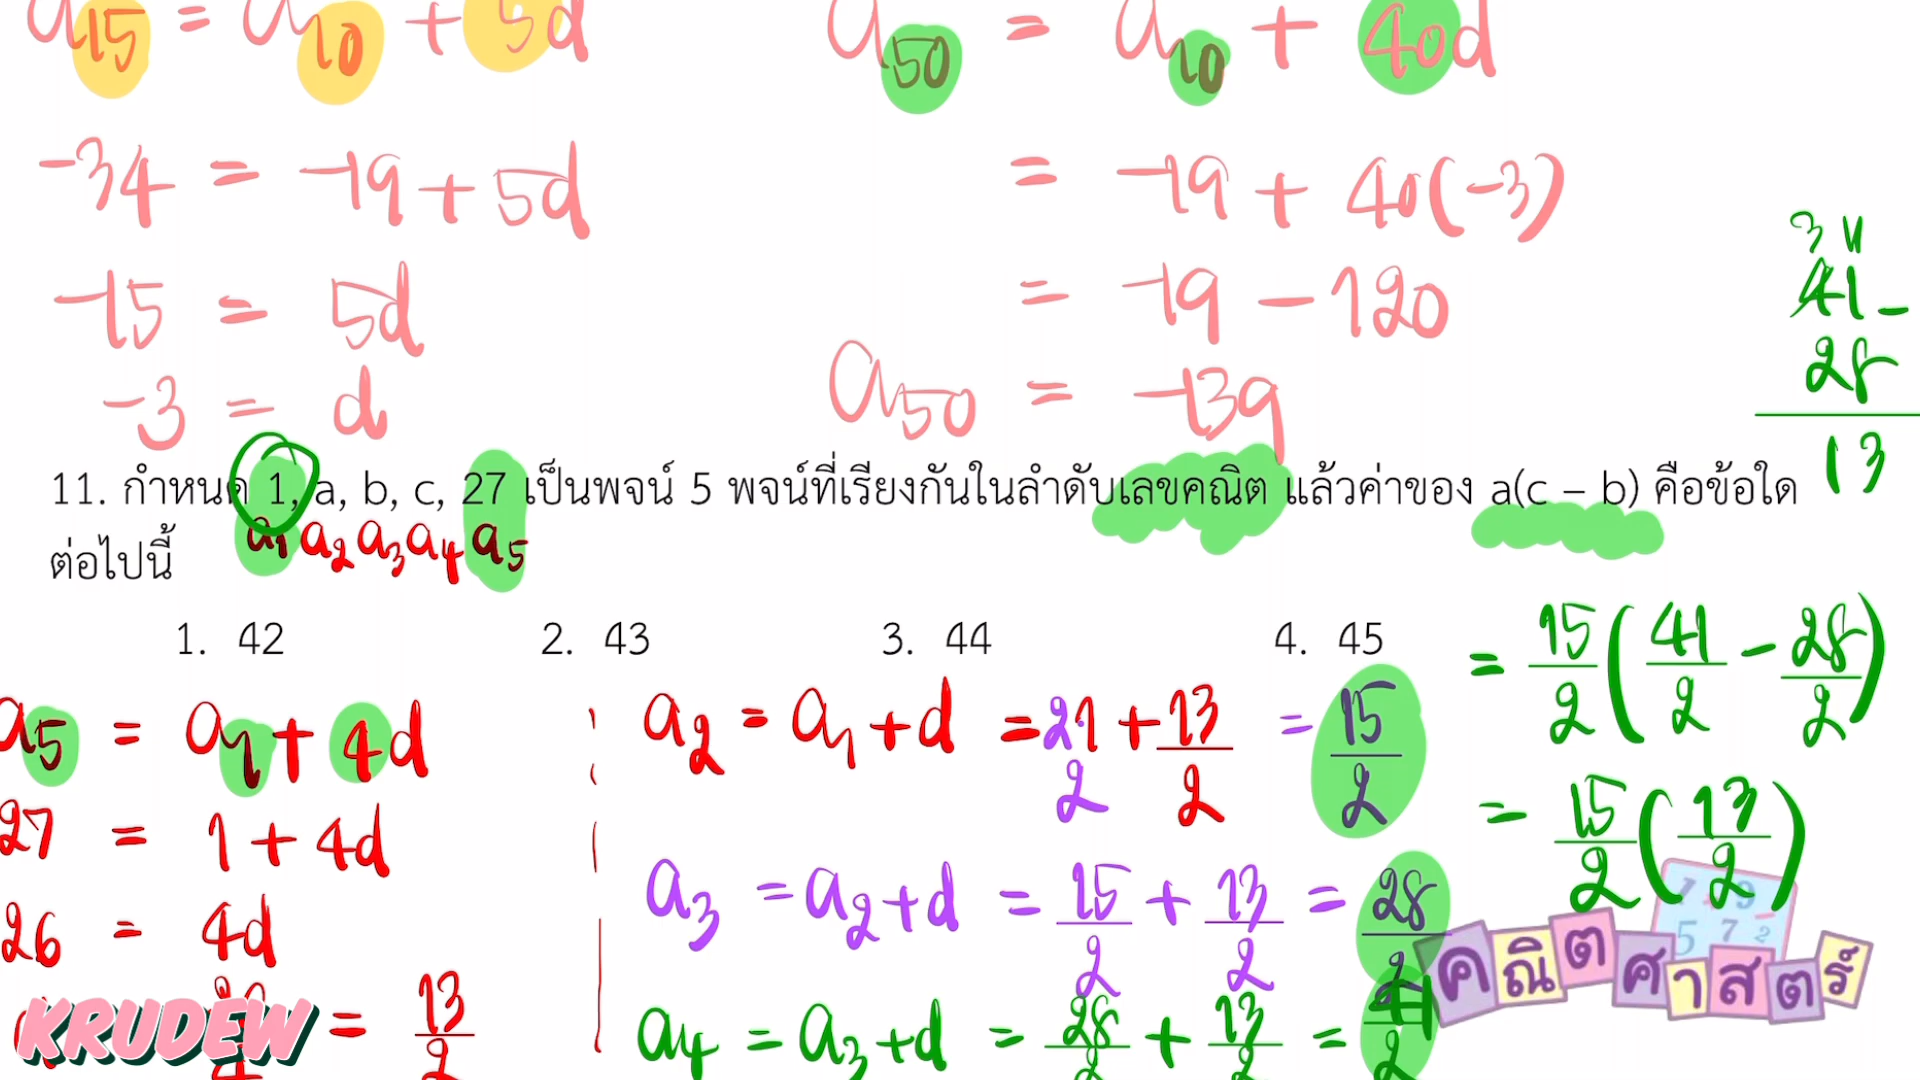 a15 = a10 + 5d
-34 = -19 + 5d
-15 = 5d
-3 = d
a50 = a10 + 40d
= -19 + 40(-3)
= -19 - 120
a50 = -139
3 11
41 -
28
13
11. กำหนด 1, a, b, c, 27 เป็นพจน์ 5 พจน์ที่เรียงกันในลำดับเลขคณิต แล้วค่าของ a(c – b) คือข้อใด
a1 a2 a3 a4 a5
ต่อไปนี้
1. 42 2. 43 3. 44 4. 45
a5 = a1 + 4d
27 = 1 + 4d
26 = 4d
= 13/2
a2 = a1 + d = 21/2 + 13/2 = 15/2
a3 = a2 + d = 15/2 + 13/2 = 28/2
a4 = a3 + d = 28/2 + 13/2 = 41/2
= 15/2 (41/2 - 28/2)
= 15/2 (13/2)
KRUDEW
คณิตศาสตร์